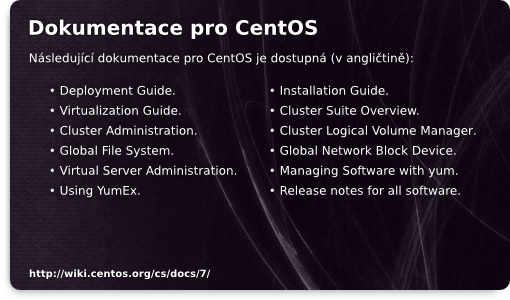 Dokumentace pro CentOS
Následující dokumentace pro CentOS je dostupná (v angličtině):
• Deployment Guide.
• Virtualization Guide.
• Cluster Administration.
• Global File System.
• Virtual Server Administration.
• Using YumEx.
• Installation Guide.
• Cluster Suite Overview.
• Cluster Logical Volume Manager.
• Global Network Block Device.
• Managing Software with yum.
• Release notes for all software.
http://wiki.centos.org/cs/docs/7/